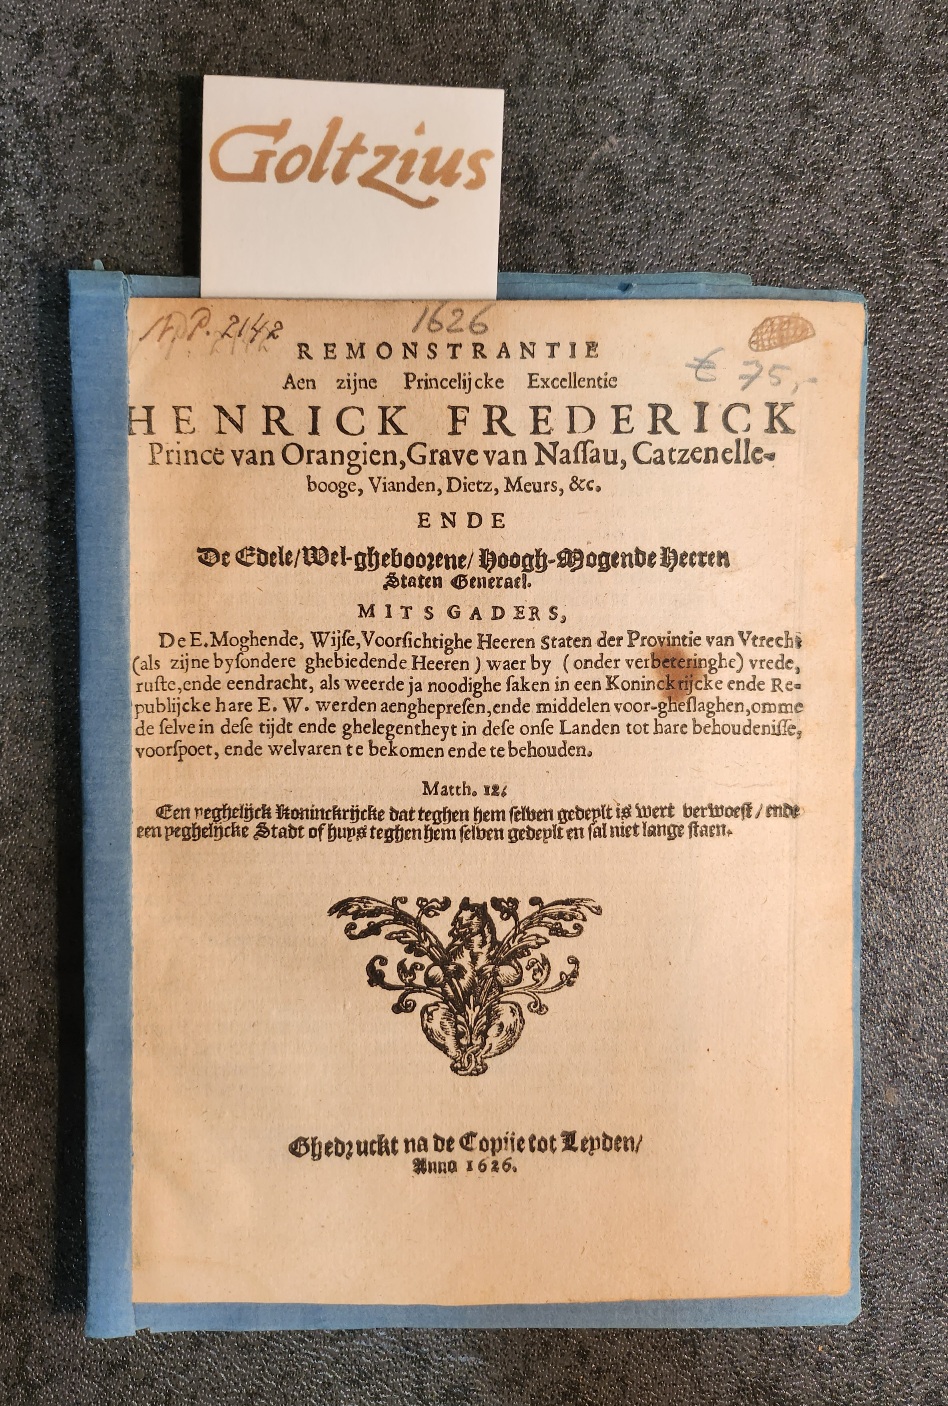 Goltzius
N.P. 2142
1626
€ 75,-
REMONSTRANTIE
Aen zijne Princelijcke Excellentie
HENRICK FREDERICK
Prince van Orangien, Grave van Naſſau, Catzenelle-
booge, Vianden, Dietz, Meurs, &c.
ENDE
De Edele/Wel-gheboorene/Hoogh-Mogende Heeren
Staten Generael.
MITSGADERS,
De E. Moghende, Wijſe, Voorſichtighe Heeren Staten der Provintie van Vtrecht
(als zijne byſondere ghebiedende Heeren) waer by (onder verbeteringhe) vrede,
ruſte, ende eendracht, als weerde ja noodighe ſaken in een Koninckrijcke ende Re-
publijcke hare E. W. werden aengheprefen, ende middelen voor-gheſlaghen, omme
de ſelve in deſe tijdt ende ghelegentheyt in deſe onſe Landen tot hare behoudeniſſe,
voorſpoet, ende welvaren te bekomen ende te behouden.
Matth. 12.
Een yeghelijck Koninckrijcke dat teghen hem ſelven gedeylt is wert verwoeſt/ende
een yeghelijcke Stadt of huys teghen hem ſelven gedeylt en ſal niet lange ſtaen.
Ghedruckt na de Copije tot Leyden/
Anno 1626.